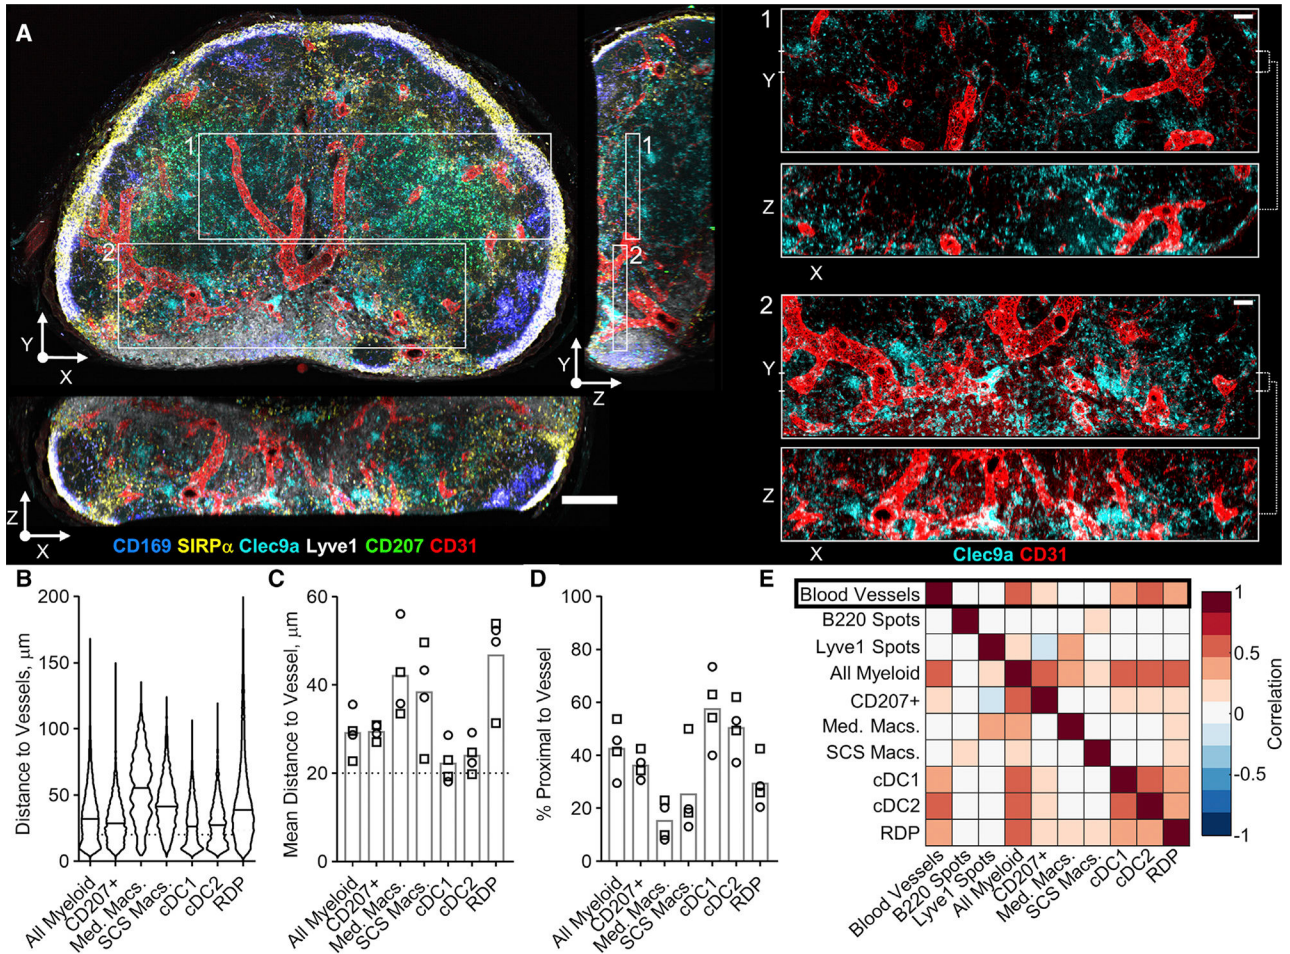 A
1
2
Y
X
1
2
Y
Z
Z
X
CD169 SIRPα Clec9a Lyve1 CD207 CD31
1
Y
Z
X
2
Y
Z
X
Clec9a CD31
B
Distance to Vessels, µm
200
150
100
50
0
All Myeloid
CD207+
Med. Macs.
SCS Macs.
cDC1
cDC2
RDP
C
Mean Distance to Vessel, µm
60
40
20
0
All Myeloid
CD207+
Med. Macs.
SCS Macs.
cDC1
cDC2
RDP
D
% Proximal to Vessel
100
80
60
40
20
0
All Myeloid
CD207+
Med. Macs.
SCS Macs.
cDC1
cDC2
RDP
E
Blood Vessels
B220 Spots
Lyve1 Spots
All Myeloid
CD207+
Med. Macs.
SCS Macs.
cDC1
cDC2
RDP
Blood Vessels
B220 Spots
Lyve1 Spots
All Myeloid
CD207+
Med. Macs.
SCS Macs.
cDC1
cDC2
RDP
1
0.5
0
-0.5
-1
Correlation